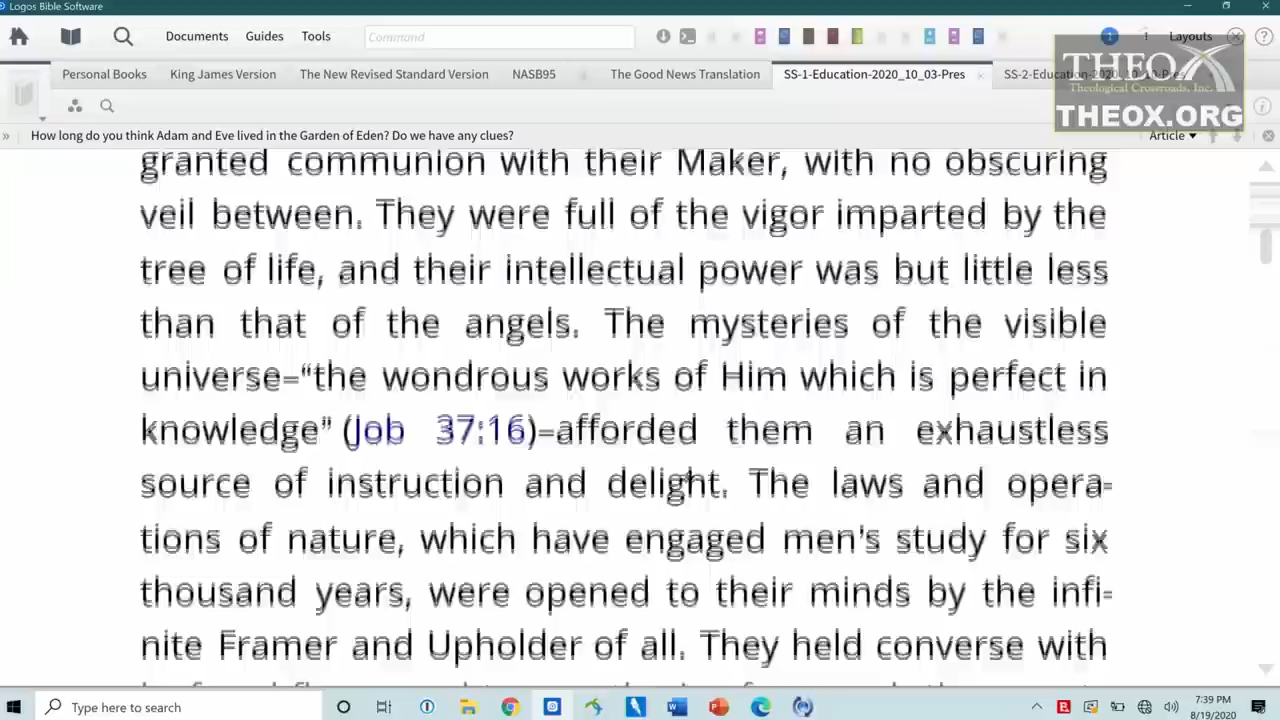 Logos Bible Software
Documents Guides Tools Command 1 Layouts
Personal Books King James Version The New Revised Standard Version NASB95 The Good News Translation SS-1-Education-2020_10_03-Pres SS-2-Education-2020_10_10-Pres
THEOX
Theological Crossroads, Inc.
THEOX.ORG
How long do you think Adam and Eve lived in the Garden of Eden? Do we have any clues? Article
granted communion with their Maker, with no obscuring
veil between. They were full of the vigor imparted by the
tree of life, and their intellectual power was but little less
than that of the angels. The mysteries of the visible
universe—“the wondrous works of Him which is perfect in
knowledge” (Job 37:16)—afforded them an exhaustless
source of instruction and delight. The laws and opera-
tions of nature, which have engaged men's study for six
thousand years, were opened to their minds by the infi-
nite Framer and Upholder of all. They held converse with
Type here to search
7:39 PM
8/19/2020